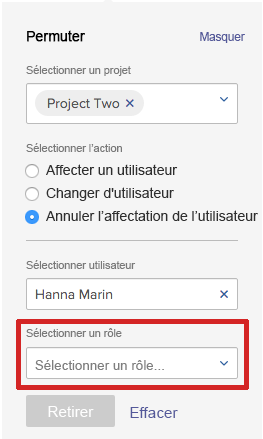 Permuter Masquer
Sélectionner un projet
Project Two ×
Sélectionner l'action
Affecter un utilisateur
Changer d'utilisateur
Annuler l'affectation de l'utilisateur
Sélectionner utilisateur
Hanna Marin ×
Sélectionner un rôle
Sélectionner un rôle...
Retirer Effacer